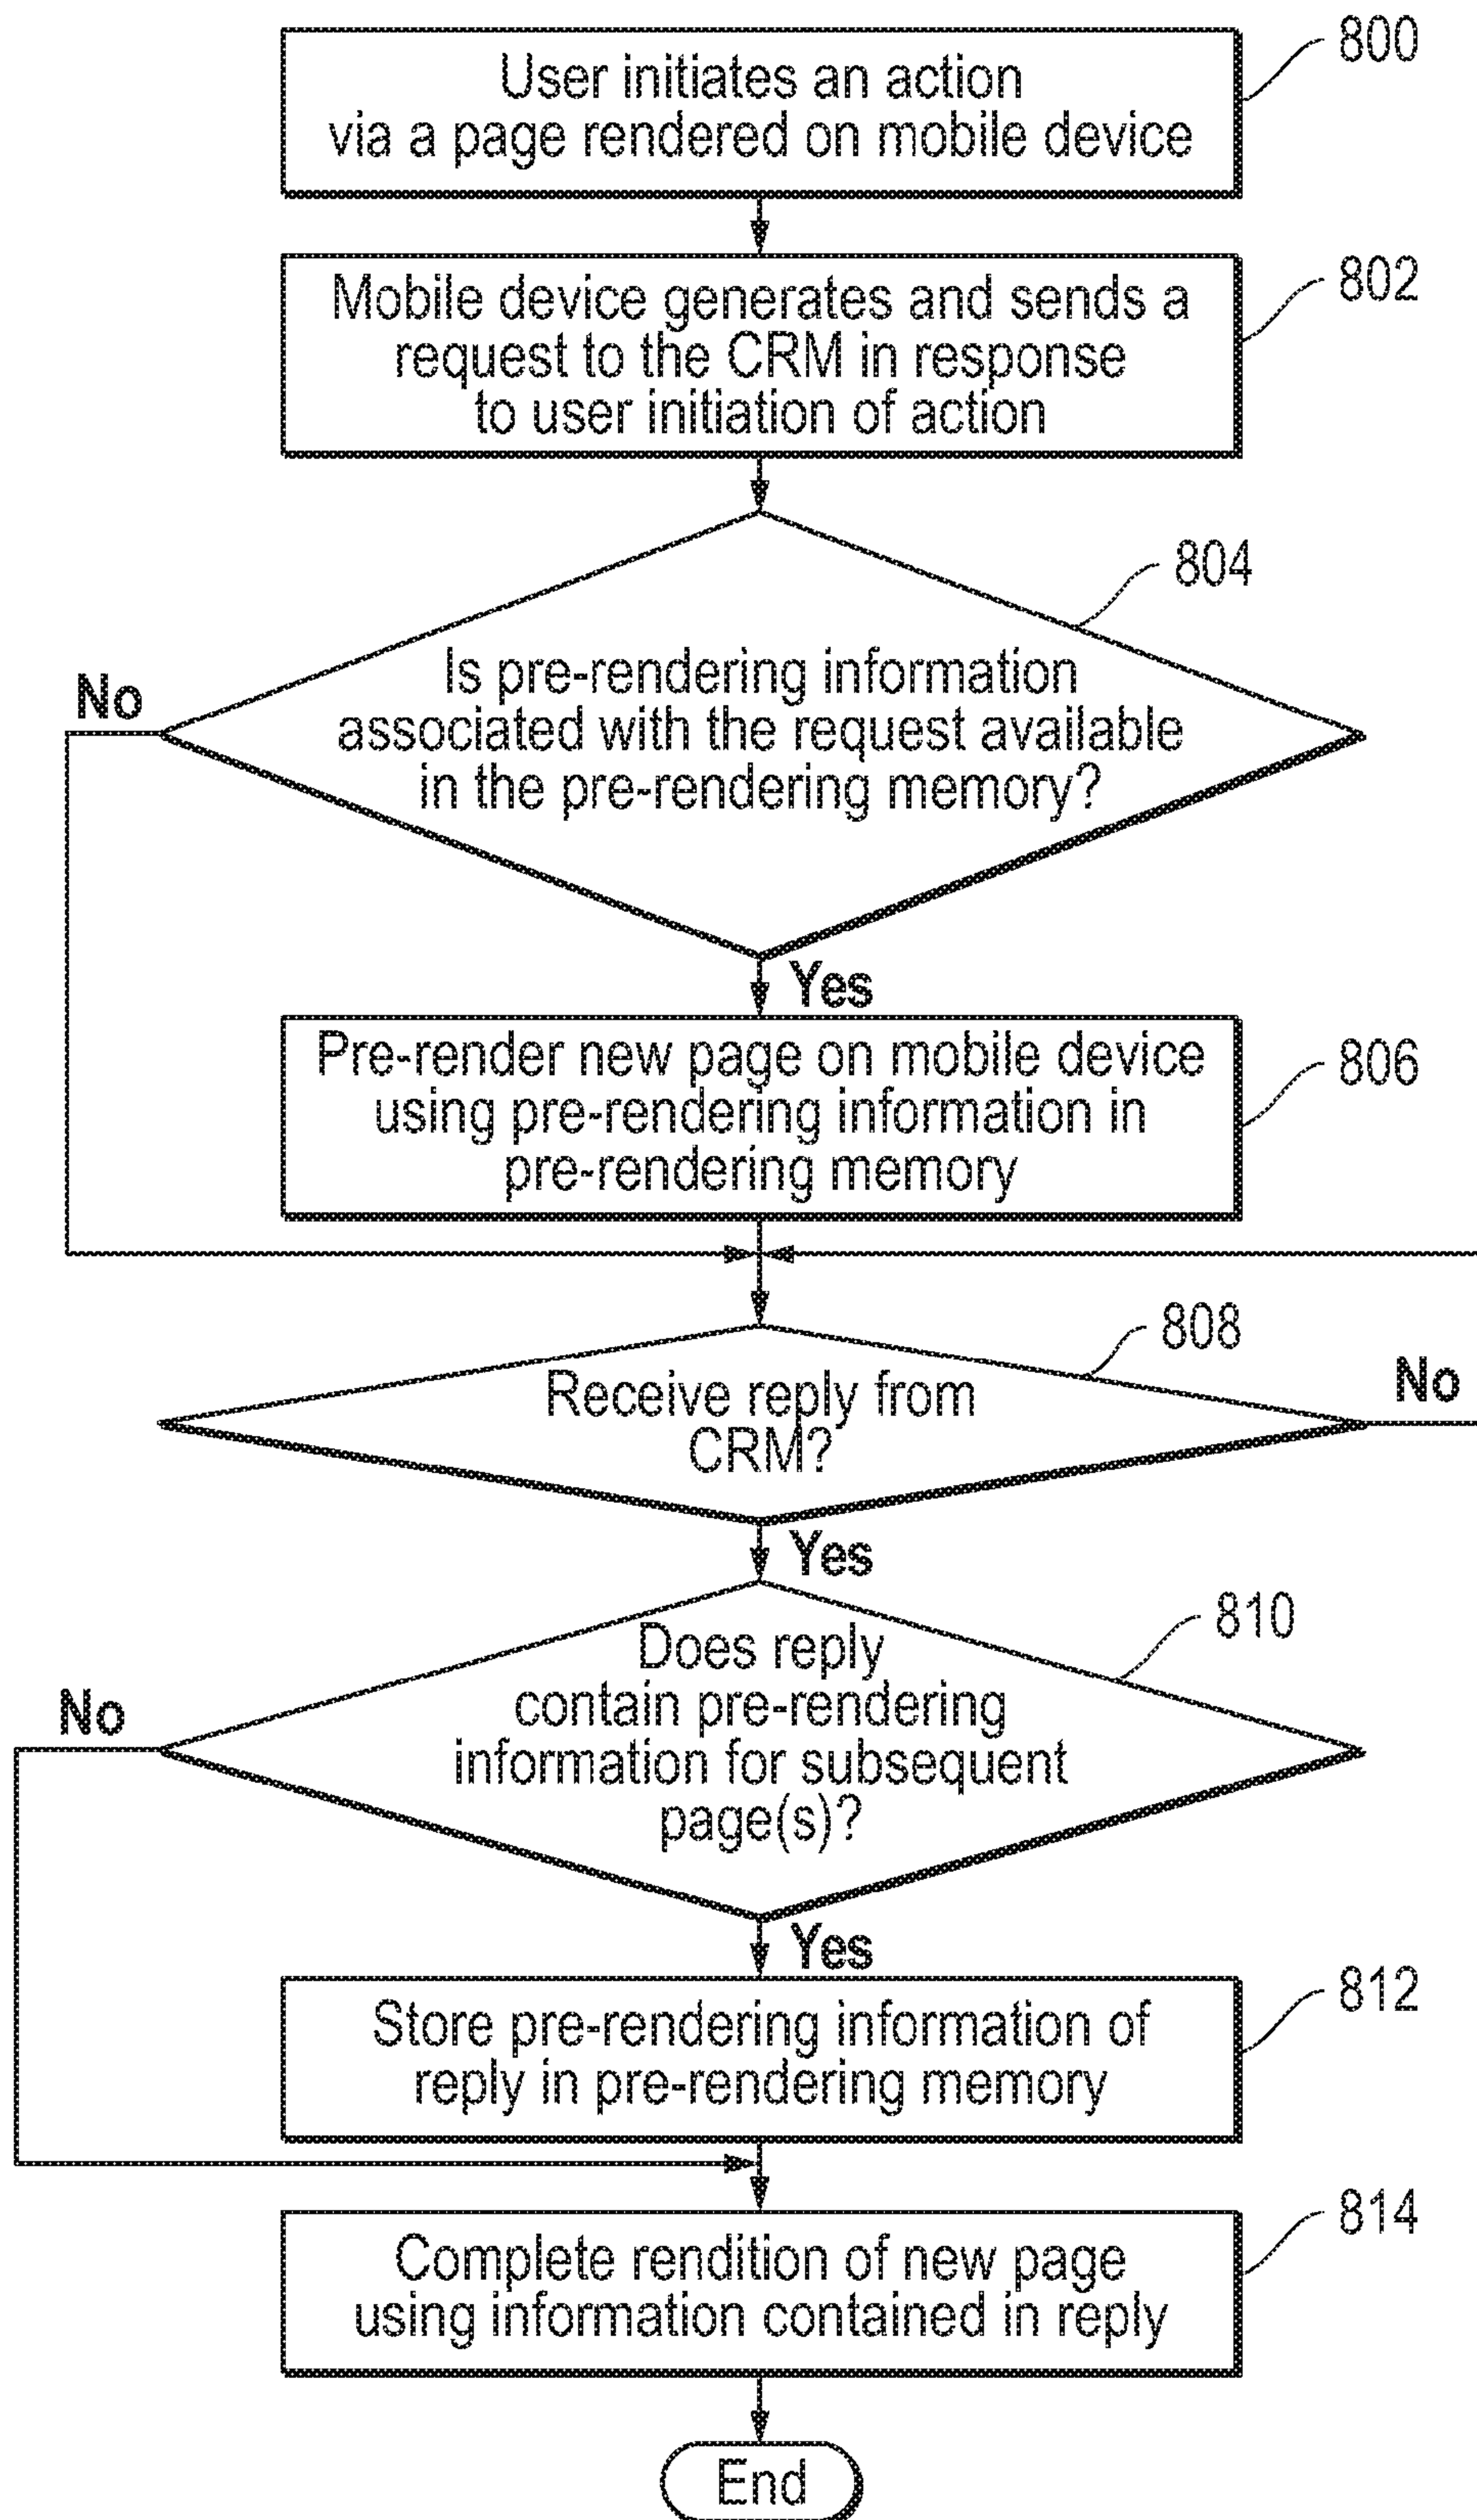 800
User initiates an action
via a page rendered on mobile device
802
Mobile device generates and sends a
request to the CRM in response
to user initiation of action
804
Is pre-rendering information
associated with the request available
in the pre-rendering memory?
No
Yes
806
Pre-render new page on mobile device
using pre-rendering information in
pre-rendering memory
808
Receive reply from
CRM?
No
Yes
810
Does reply
contain pre-rendering
information for subsequent
page(s)?
No
Yes
812
Store pre-rendering information of
reply in pre-rendering memory
814
Complete rendition of new page
using information contained in reply
End